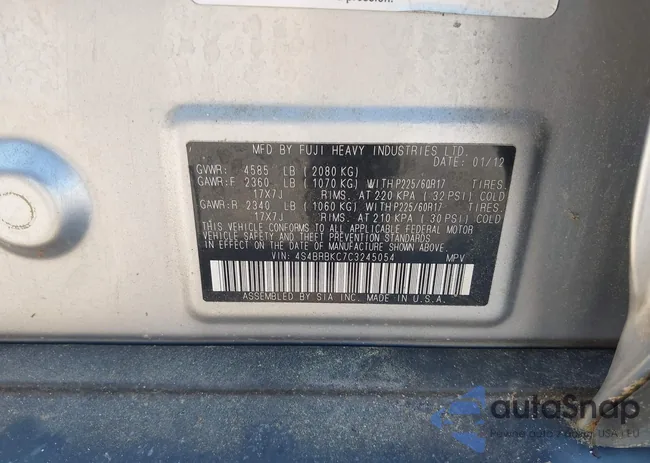 pression.
MFD BY FUJI HEAVY INDUSTRIES LTD.
DATE: 01/12
GVWR: 4585 LB ( 2080 KG)
GAWR:F 2360 LB ( 1070 KG) WITH P225/60R17 TIRES.
17X7J RIMS. AT 220 KPA ( 32 PSI) COLD
GAWR:R 2340 LB ( 1060 KG) WITH P225/60R17 TIRES.
17X7J RIMS. AT 210 KPA ( 30 PSI) COLD
THIS VEHICLE CONFORMS TO ALL APPLICABLE FEDERAL MOTOR
VEHICLE SAFETY AND THEFT PREVENTION STANDARDS
IN EFFECT ON THE DATE OF MANUFACTURE SHOWN ABOVE.
VIN: 4S4BRBKC7C3245054 MPV
ASSEMBLED BY SIA INC. MADE IN U.S.A.
autoSnap